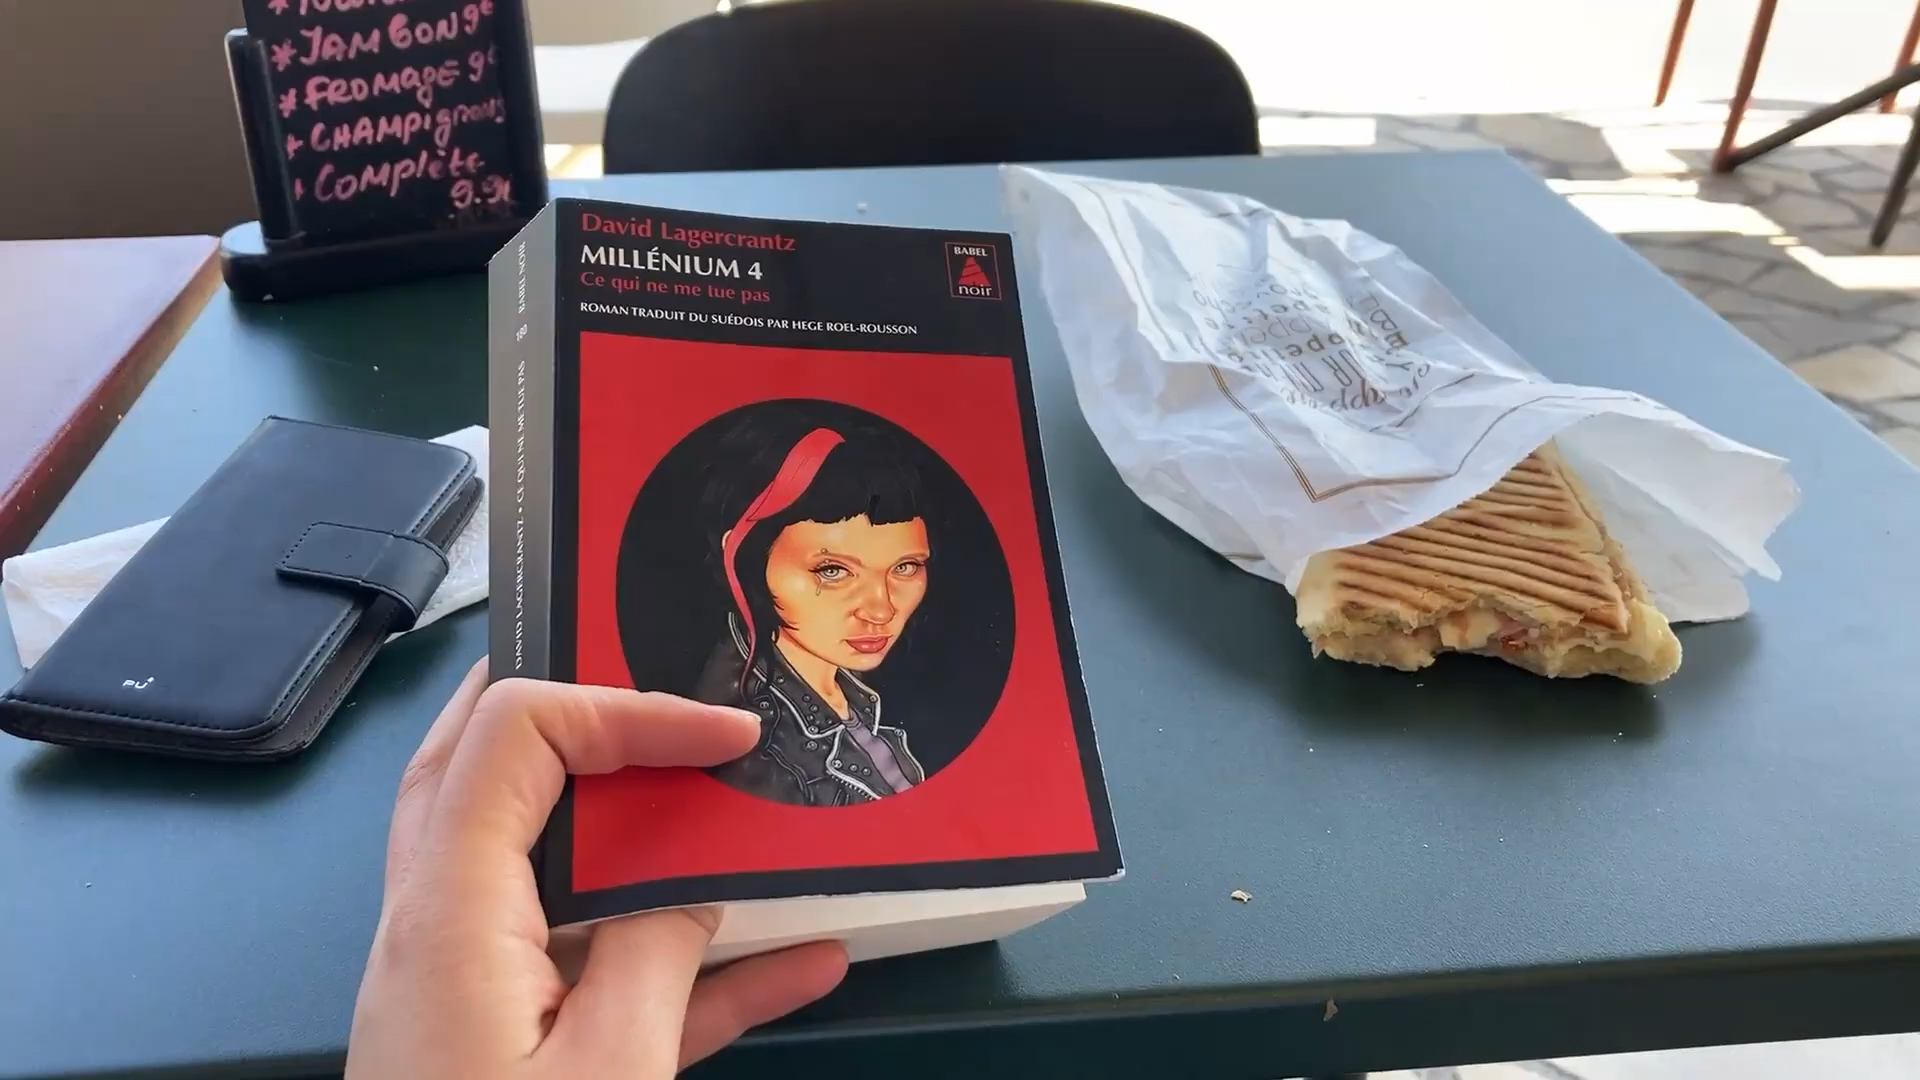 * JAMBON 9€
* FROMAGE 9€
* CHAMPIGNONS
* COMPLÈTE
9.9€
David Lagercrantz
MILLÉNIUM 4
Ce qui ne me tue pas
ROMAN TRADUIT DU SUÉDOIS PAR HEGE ROEL-ROUSSON
BABEL
noir
DAVID LAGERCRANTZ • CE QUI NE ME TUE PAS
BABEL NOIR
PU